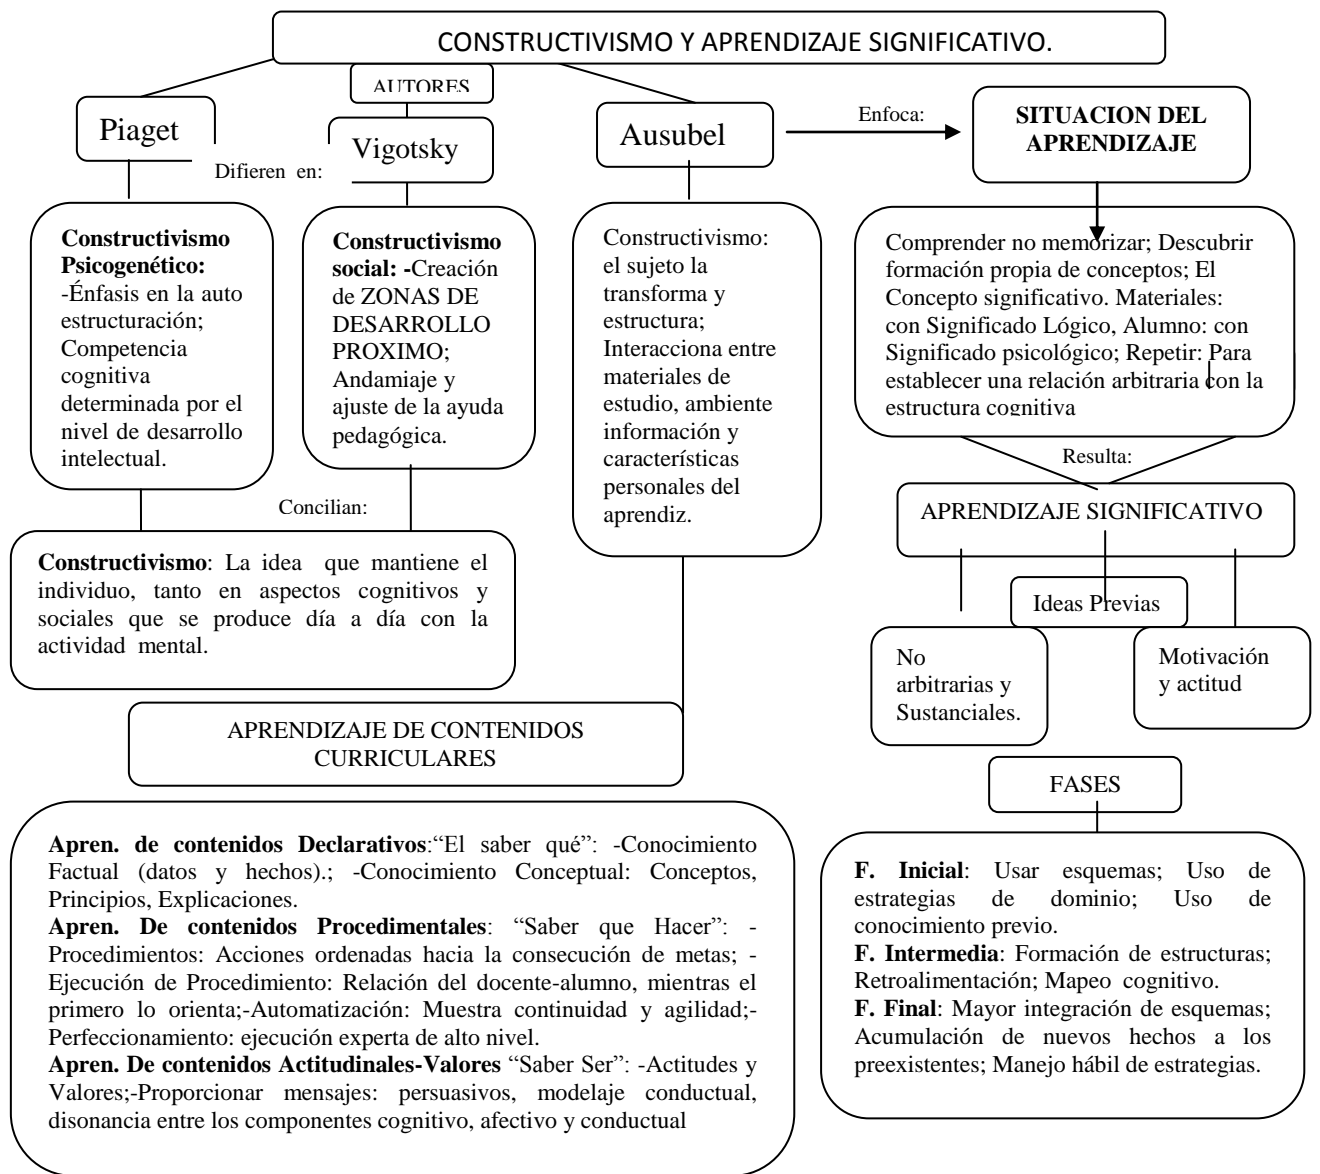 CONSTRUCTIVISMO Y APRENDIZAJE SIGNIFICATIVO.
AUTORES
Piaget
Difieren en:
Vigotsky
Ausubel
Enfoca:
SITUACION DEL
APRENDIZAJE
Constructivismo
Psicogenético:
-Énfasis en la auto
estructuración;
Competencia
cognitiva
determinada por el
nivel de desarrollo
intelectual.
Constructivismo
social: -Creación
de ZONAS DE
DESARROLLO
PROXIMO;
Andamiaje y
ajuste de la ayuda
pedagógica.
Constructivismo:
el sujeto la
transforma y
estructura;
Interacciona entre
materiales de
estudio, ambiente
información y
características
personales del
aprendiz.
Comprender no memorizar; Descubrir
formación propia de conceptos; El
Concepto significativo. Materiales:
con Significado Lógico, Alumno: con
Significado psicológico; Repetir: Para
establecer una relación arbitraria con la
estructura cognitiva
Concilian:
Constructivismo: La idea que mantiene el
individuo, tanto en aspectos cognitivos y
sociales que se produce día a día con la
actividad mental.
Resulta:
APRENDIZAJE SIGNIFICATIVO
Ideas Previas
No
arbitrarias y
Sustanciales.
Motivación
y actitud
APRENDIZAJE DE CONTENIDOS
CURRICULARES
FASES
Apren. de contenidos Declarativos:“El saber qué”: -Conocimiento
Factual (datos y hechos).; -Conocimiento Conceptual: Conceptos,
Principios, Explicaciones.
Apren. De contenidos Procedimentales: “Saber que Hacer”: -
Procedimientos: Acciones ordenadas hacia la consecución de metas; -
Ejecución de Procedimiento: Relación del docente-alumno, mientras el
primero lo orienta;-Automatización: Muestra continuidad y agilidad;-
Perfeccionamiento: ejecución experta de alto nivel.
Apren. De contenidos Actitudinales-Valores “Saber Ser”: -Actitudes y
Valores;-Proporcionar mensajes: persuasivos, modelaje conductual,
disonancia entre los componentes cognitivo, afectivo y conductual
F. Inicial: Usar esquemas; Uso de
estrategias de dominio; Uso de
conocimiento previo.
F. Intermedia: Formación de estructuras;
Retroalimentación; Mapeo cognitivo.
F. Final: Mayor integración de esquemas;
Acumulación de nuevos hechos a los
preexistentes; Manejo hábil de estrategias.